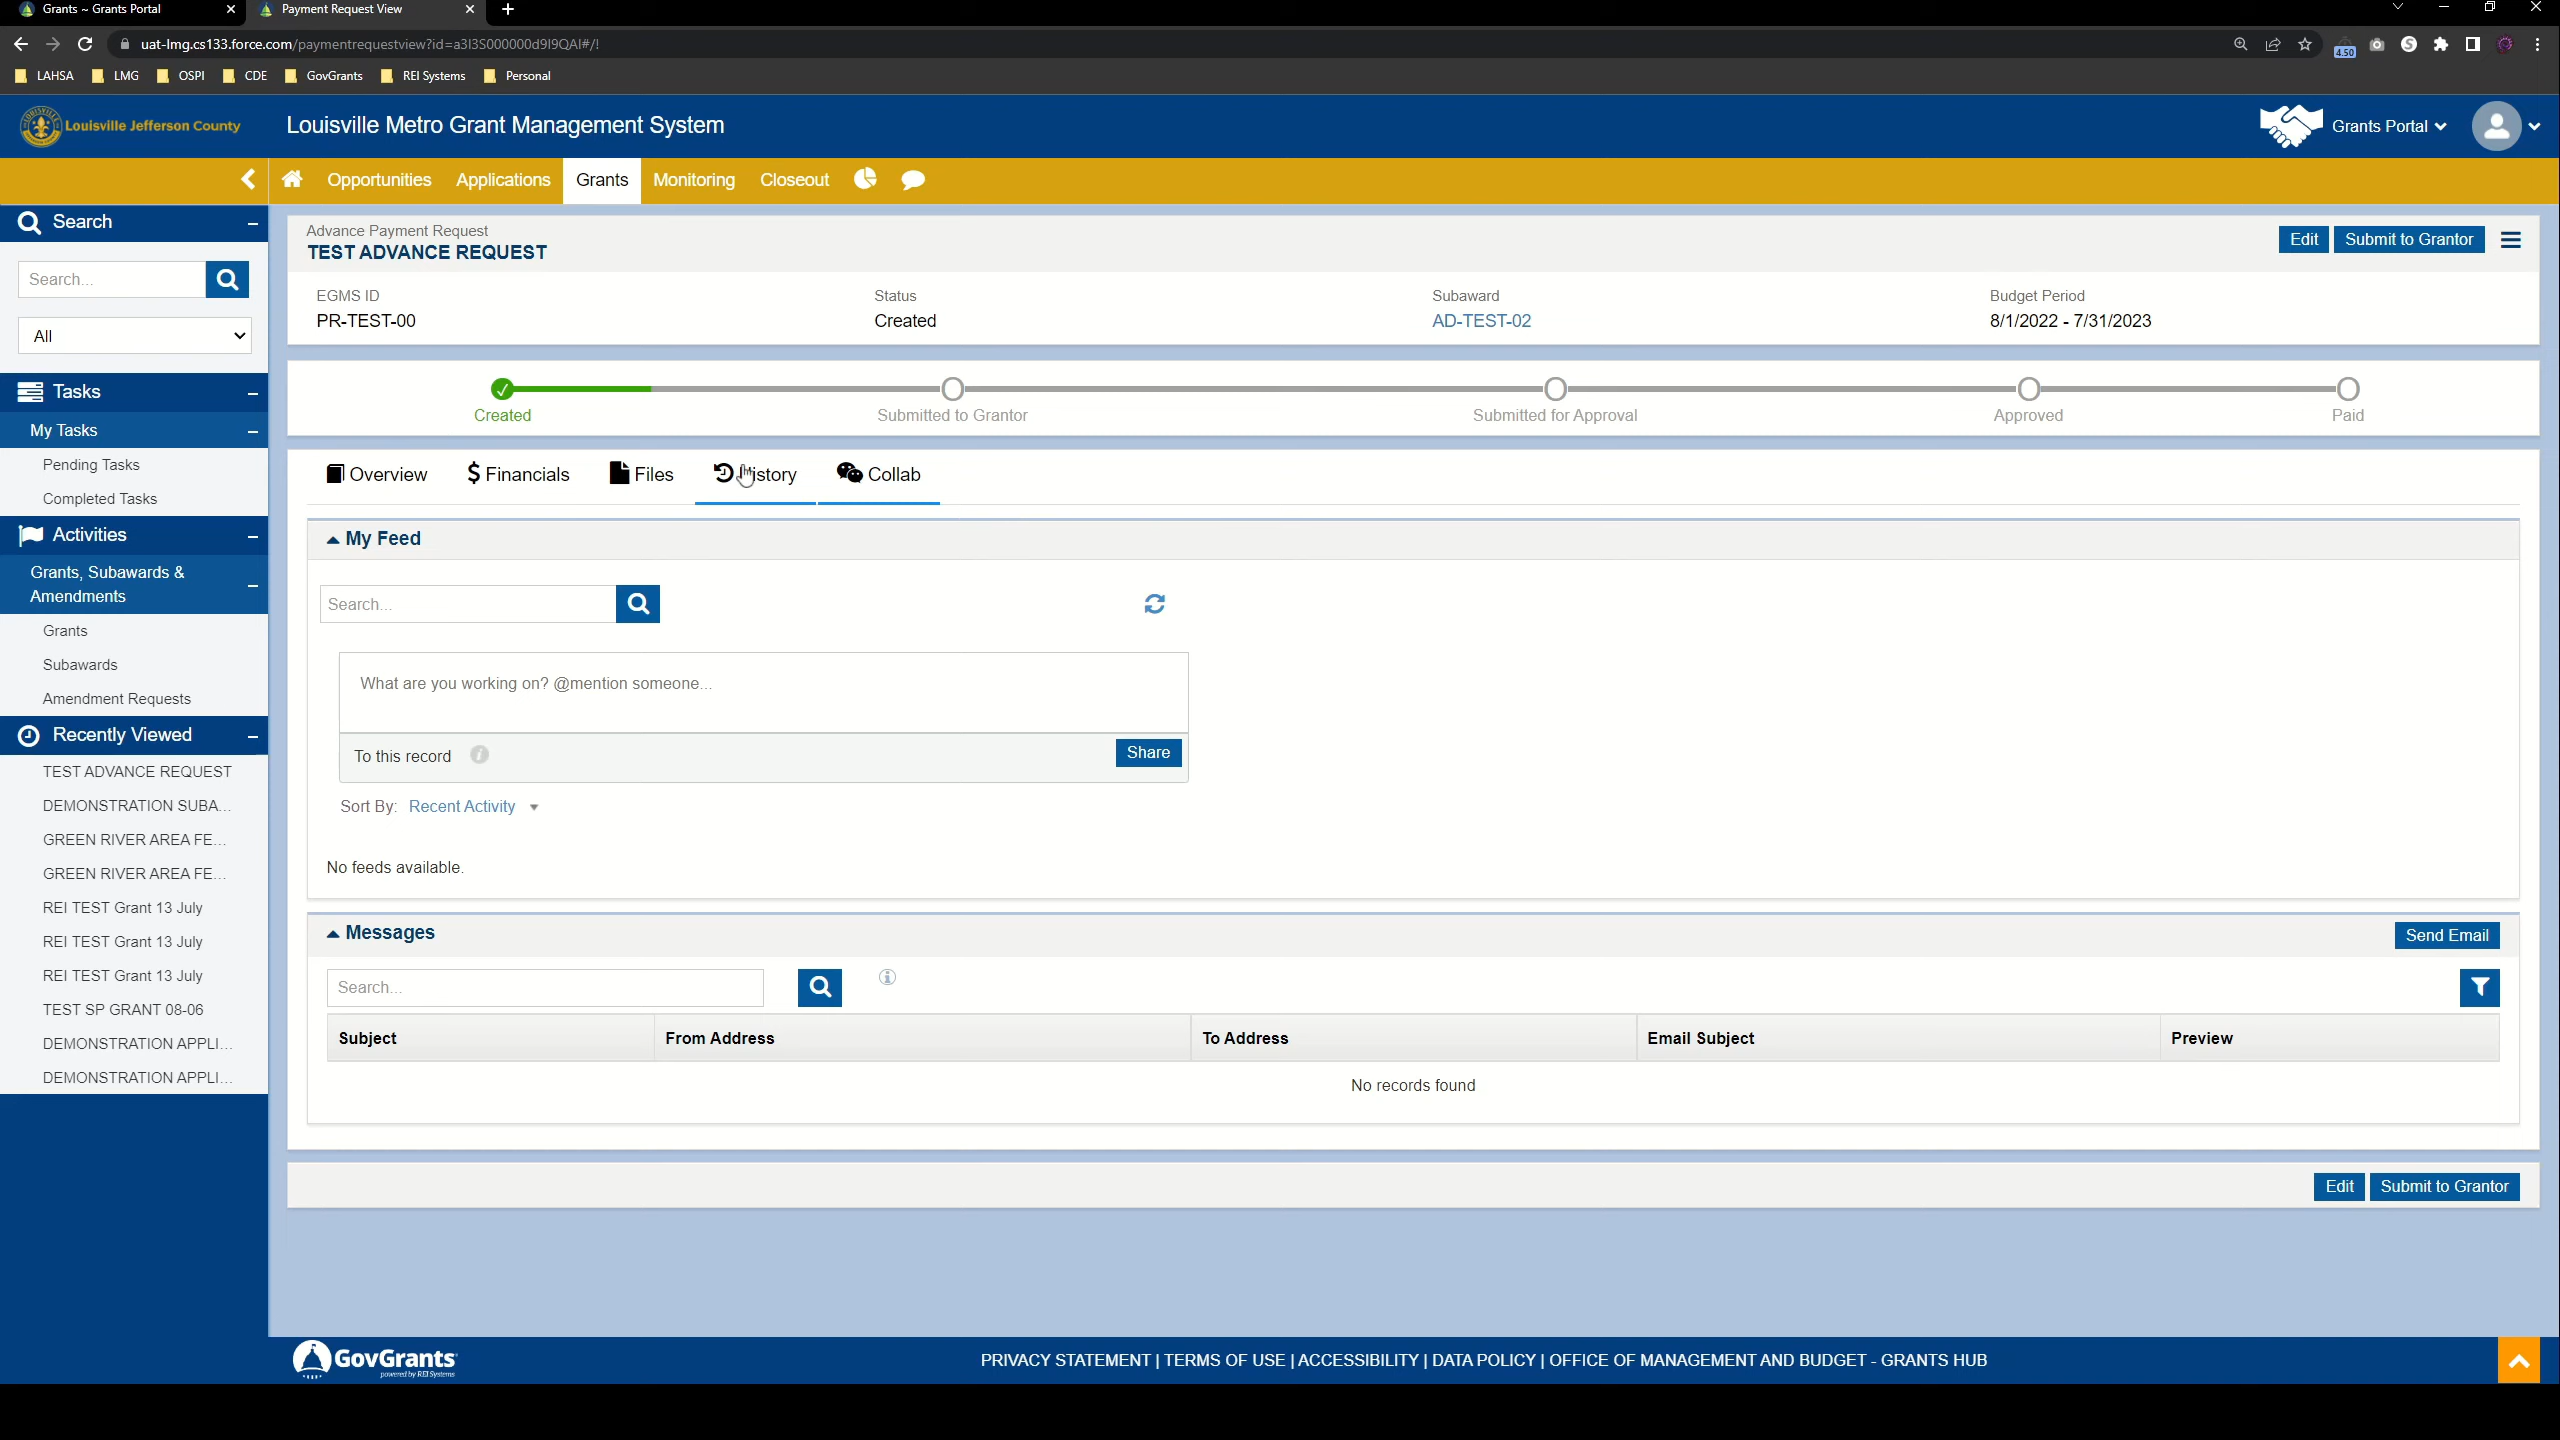 Grants ~ Grants Portal
Payment Request View
uat-lmg.cs133.force.com/paymentrequestview?id=a3I3S000000d9I9QAI#/!
4.50
LAHSA
LMG
OSPI
CDE
GovGrants
REI Systems
Personal
Louisville Jefferson County
Louisville Metro Grant Management System
Grants Portal
Opportunities
Applications
Grants
Monitoring
Closeout
Search
Search...
All
Tasks
My Tasks
Pending Tasks
Completed Tasks
Activities
Grants, Subawards &
Amendments
Grants
Subawards
Amendment Requests
Recently Viewed
TEST ADVANCE REQUEST
DEMONSTRATION SUBA...
GREEN RIVER AREA FE...
GREEN RIVER AREA FE...
REI TEST Grant 13 July
REI TEST Grant 13 July
REI TEST Grant 13 July
TEST SP GRANT 08-06
DEMONSTRATION APPLI...
DEMONSTRATION APPLI...
Advance Payment Request
TEST ADVANCE REQUEST
Edit
Submit to Grantor
EGMS ID
PR-TEST-00
Status
Created
Subaward
AD-TEST-02
Budget Period
8/1/2022 - 7/31/2023
Created
Submitted to Grantor
Submitted for Approval
Approved
Paid
Overview
Financials
Files
History
Collab
My Feed
Search...
What are you working on? @mention someone...
To this record
Share
Sort By: Recent Activity
No feeds available.
Messages
Send Email
Search...
Subject
From Address
To Address
Email Subject
Preview
No records found
Edit
Submit to Grantor
GovGrants
powered by REI Systems
PRIVACY STATEMENT | TERMS OF USE | ACCESSIBILITY | DATA POLICY | OFFICE OF MANAGEMENT AND BUDGET - GRANTS HUB